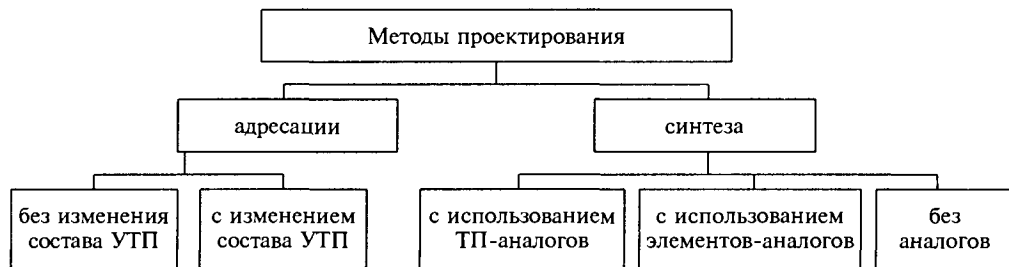 Методы проектирования
адресации
синтеза
без изменения
состава УТП
с изменением
состава УТП
с использованием
ТП-аналогов
с использованием
элементов-аналогов
без
аналогов